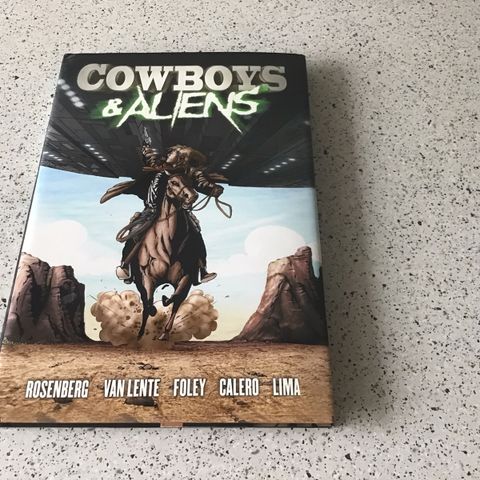 COWBOYS
& ALIENS
ROSENBERG VAN LENTE FOLEY CALERO LIMA